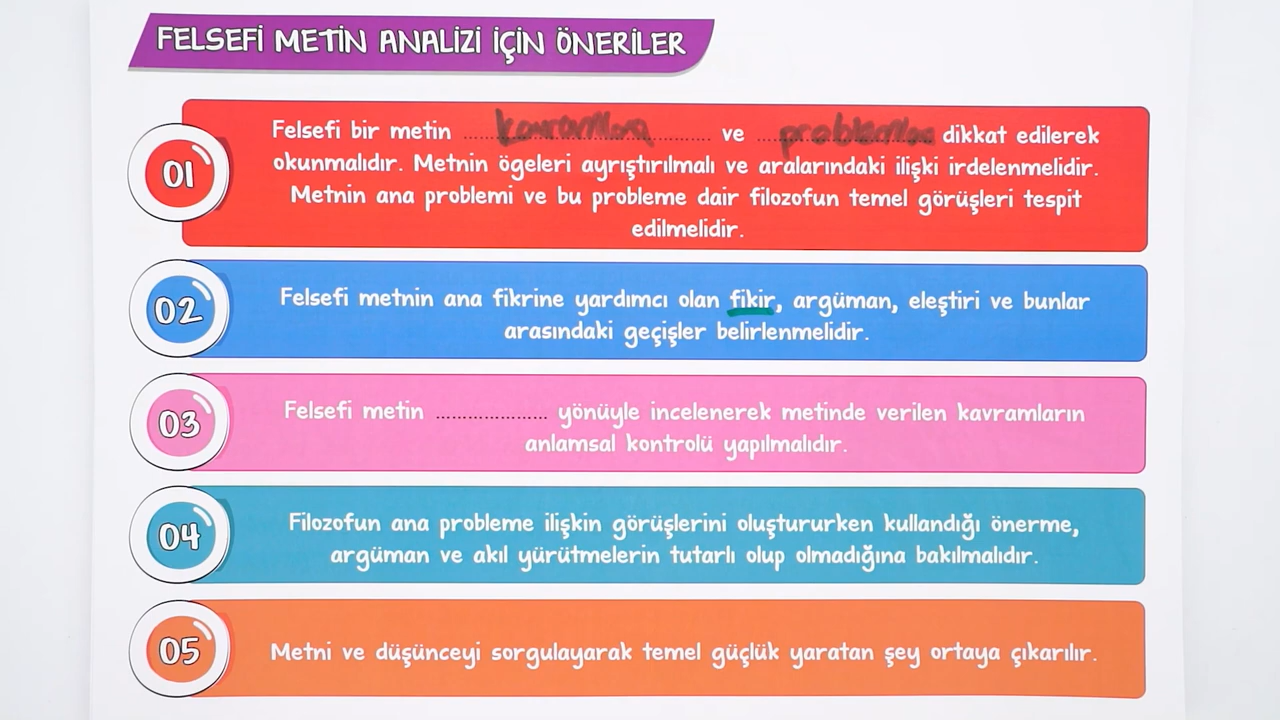 FELSEFİ METİN ANALİZİ İÇİN ÖNERİLER
01
Felsefi bir metin kavramlara ve problemlere dikkat edilerek
okunmalıdır. Metnin ögeleri ayrıştırılmalı ve aralarındaki ilişki irdelenmelidir.
Metnin ana problemi ve bu probleme dair filozofun temel görüşleri tespit
edilmelidir.
02
Felsefi metnin ana fikrine yardımcı olan fikir, argüman, eleştiri ve bunlar
arasındaki geçişler belirlenmelidir.
03
Felsefi metin .................... yönüyle incelenerek metinde verilen kavramların
anlamsal kontrolü yapılmalıdır.
04
Filozofun ana probleme ilişkin görüşlerini oluştururken kullandığı önerme,
argüman ve akıl yürütmelerin tutarlı olup olmadığına bakılmalıdır.
05
Metni ve düşünceyi sorgulayarak temel güçlük yaratan şey ortaya çıkarılır.